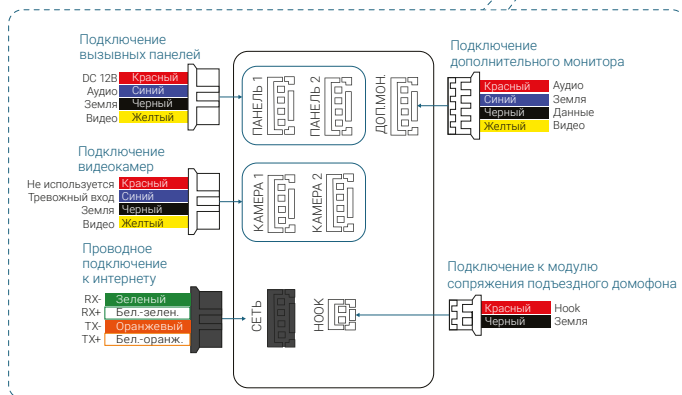 Подключение
вызывных панелей
DC 12В Красный
Аудио Синий
Земля Черный
Видео Желтый
ПАНЕЛЬ 1
ПАНЕЛЬ 2
ДОП.МОН.
Подключение
дополнительного монитора
Красный Аудио
Синий Земля
Черный Данные
Желтый Видео
Подключение
видеокамер
Не используется Красный
Тревожный вход Синий
Земля Черный
Видео Желтый
КАМЕРА 1
КАМЕРА 2
Проводное
подключение
к интернету
RX- Зеленый
RX+ Бел.-зелен.
TX- Оранжевый
TX+ Бел.-оранж.
СЕТЬ
HOOK
Подключение к модулю
сопряжения подъездного домофона
Красный Hook
Черный Земля